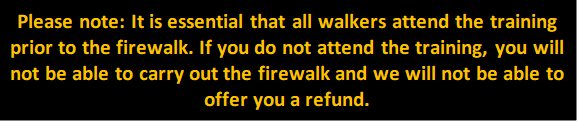 Please note: It is essential that all walkers attend the training
prior to the firewalk. If you do not attend the training, you will
not be able to carry out the firewalk and we will not be able to
offer you a refund.